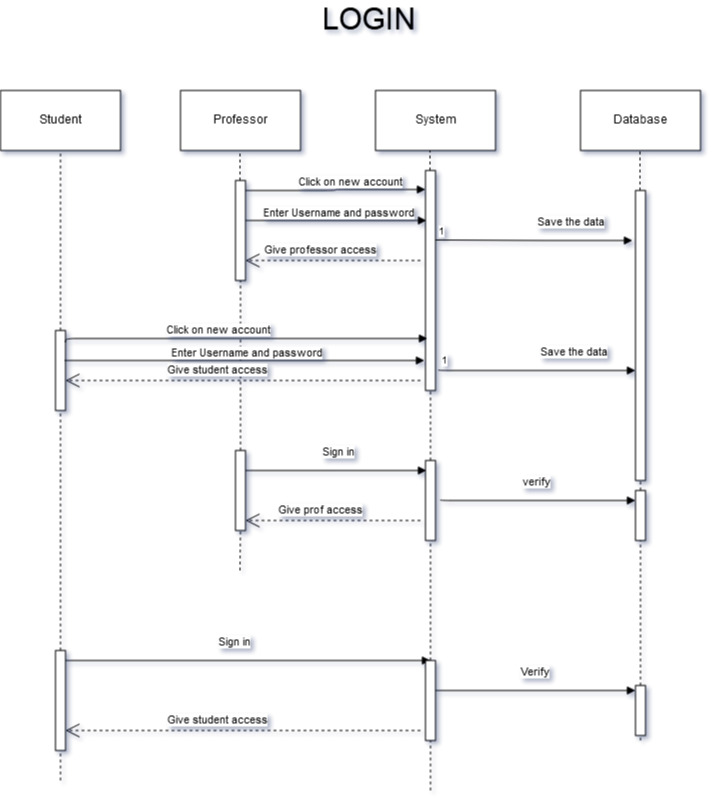 LOGIN
Student
Professor
System
Database
Click on new account
Enter Username and password
Save the data
1
Give professor access
Click on new account
Enter Username and password
Save the data
1
Give student access
Sign in
verify
Give prof access
Sign in
Verify
Give student access